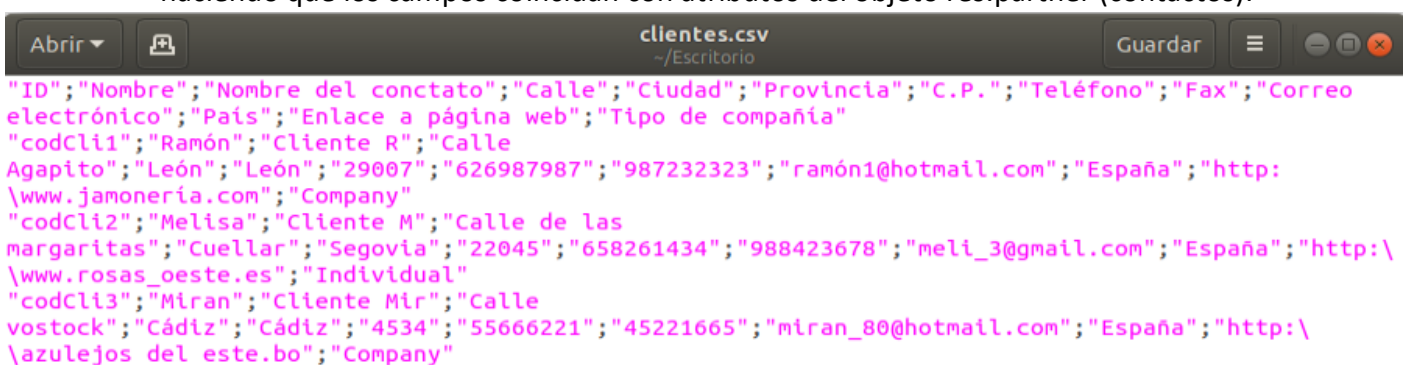 haciendo que los campos coincidan con atributos del objeto res.partner (contactos).
Abrir
clientes.csv
~/Escritorio
Guardar
"ID";"Nombre";"Nombre del conctato";"Calle";"Ciudad";"Provincia";"C.P.";"Teléfono";"Fax";"Correo
electrónico";"País";"Enlace a página web";"Tipo de compañía"
"codCli1";"Ramón";"Cliente R";"Calle
Agapito";"León";"León";"29007";"626987987";"987232323";"ramón1@hotmail.com";"España";"http:
\www.jamonería.com";"Company"
"codCli2";"Melisa";"Cliente M";"Calle de las
margaritas";"Cuellar";"Segovia";"22045";"658261434";"988423678";"meli_3@gmail.com";"España";"http:\
\www.rosas_oeste.es";"Individual"
"codCli3";"Miran";"Cliente Mir";"Calle
vostock";"Cádiz";"Cádiz";"4534";"55666221";"45221665";"miran_80@hotmail.com";"España";"http:\
\azulejos del este.bo";"Company"